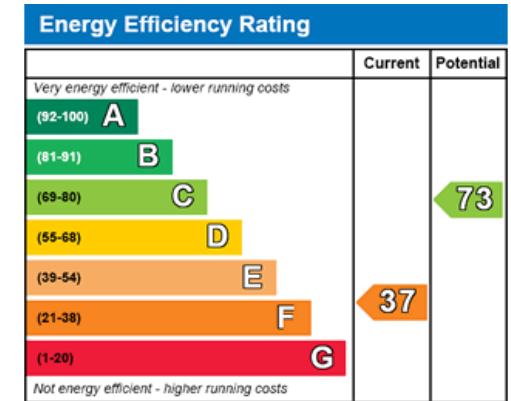 Energy Efficiency Rating
Current Potential
Very energy efficient - lower running costs
(92-100) A
(81-91) B
(69-80) C 73
(55-68) D
(39-54) E
37
(21-38) F
(1-20) G
Not energy efficient - higher running costs